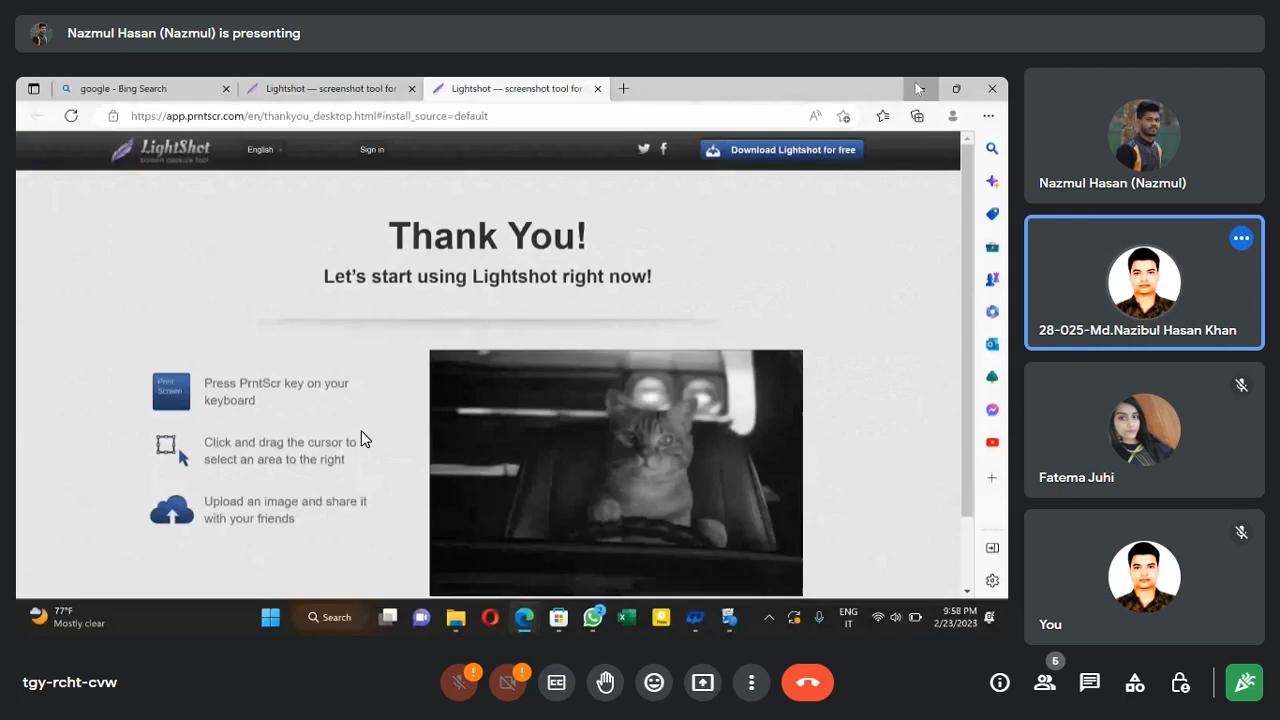 Nazmul Hasan (Nazmul) is presenting
google - Bing Search
Lightshot — screenshot tool for
Lightshot — screenshot tool for
https://app.prntscr.com/en/thankyou_desktop.html#install_source=default
LightShot
screen capture tool
English
Sign in
Download Lightshot for free
Thank You!
Let's start using Lightshot right now!
Print
Screen
Press PrntScr key on your
keyboard
Click and drag the cursor to
select an area to the right
Upload an image and share it
with your friends
77°F
Mostly clear
Search
2
ENG
IT
9:58 PM
2/23/2023
Nazmul Hasan (Nazmul)
28-025-Md.Nazibul Hasan Khan
Fatema Juhi
You
tgy-rcht-cvw
CC
5